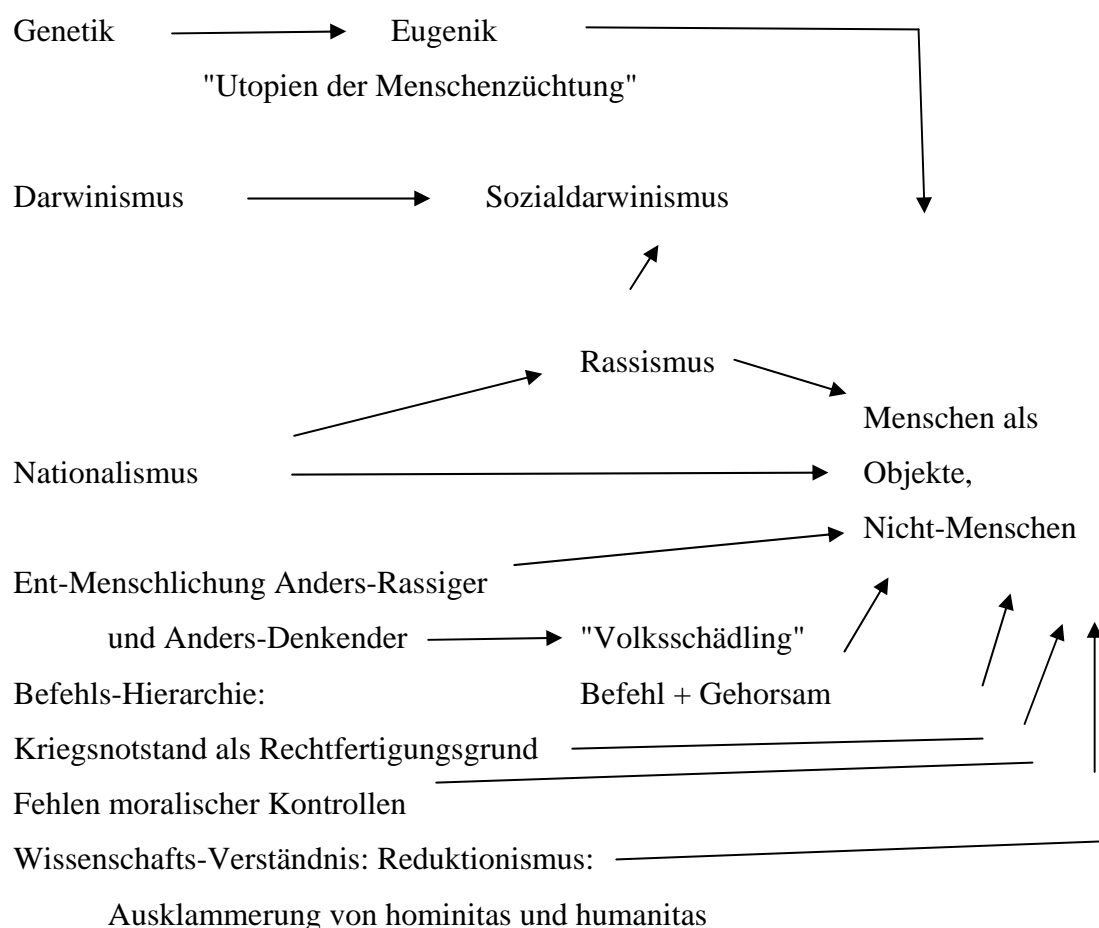 Genetik Eugenik
"Utopien der Menschenzüchtung"
Darwinismus Sozialdarwinismus
Rassismus
Menschen als
Nationalismus Objekte,
Nicht-Menschen
Ent-Menschlichung Anders-Rassiger
und Anders-Denkender "Volksschädling"
Befehls-Hierarchie: Befehl + Gehorsam
Kriegsnotstand als Rechtfertigungsgrund
Fehlen moralischer Kontrollen
Wissenschafts-Verständnis: Reduktionismus:
Ausklammerung von hominitas und humanitas